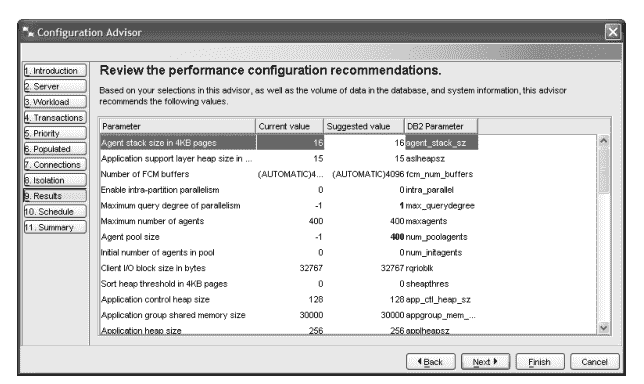 Configuration Advisor
1. Introduction
2. Server
3. Workload
4. Transactions
5. Priority
6. Populated
7. Connections
8. Isolation
9. Results
10. Schedule
11. Summary
Review the performance configuration recommendations.
Based on your selections in this advisor, as well as the volume of data in the database, and system information, this advisor
recommends the following values.
Parameter Current value Suggested value DB2 Parameter
Agent stack size in 4KB pages 16 16 agent_stack_sz
Application support layer heap size in ... 15 15 aslheapsz
Number of FCM buffers (AUTOMATIC)4... (AUTOMATIC)4096 fcm_num_buffers
Enable intra-partition parallelism 0 0 intra_parallel
Maximum query degree of parallelism -1 1 max_querydegree
Maximum number of agents 400 400 maxagents
Agent pool size -1 400 num_poolagents
Initial number of agents in pool 0 0 num_initagents
Client I/O block size in bytes 32767 32767 rqrioblk
Sort heap threshold in 4KB pages 0 0 sheapthres
Application control heap size 128 128 app_ctl_heap_sz
Application group shared memory size 30000 30000 appgroup_mem_...
Application heap size 256 256 applheapsz
Back Next Finish Cancel